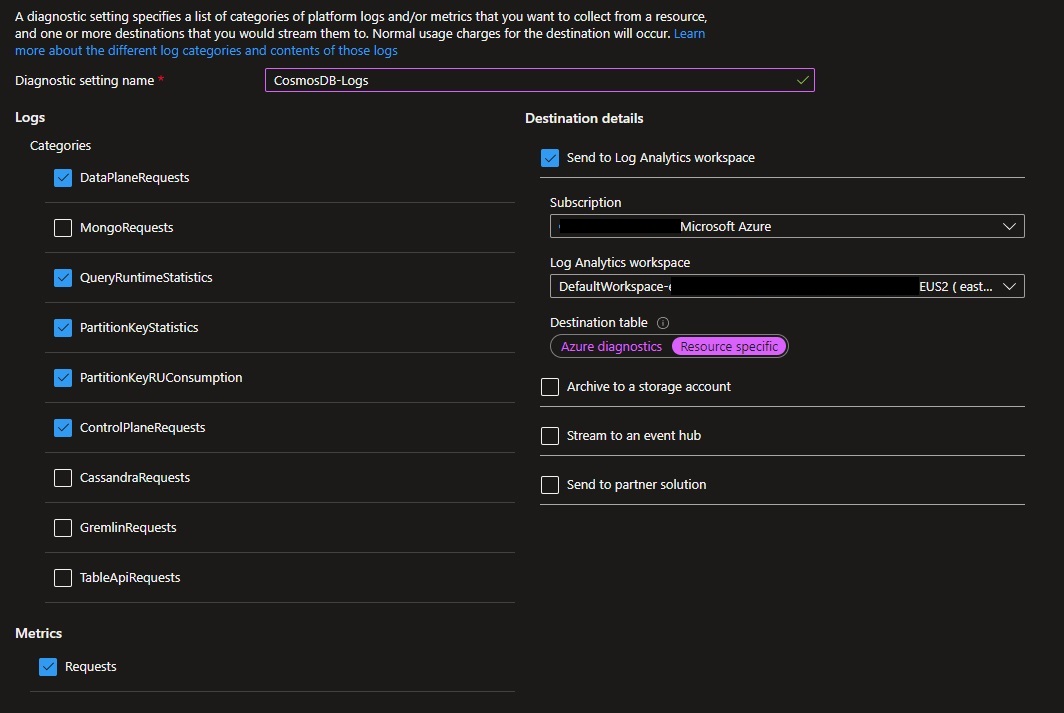 A diagnostic setting specifies a list of categories of platform logs and/or metrics that you want to collect from a resource,
and one or more destinations that you would stream them to. Normal usage charges for the destination will occur. Learn
more about the different log categories and contents of those logs
Diagnostic setting name *
CosmosDB-Logs
Logs
Categories
DataPlaneRequests
MongoRequests
QueryRuntimeStatistics
PartitionKeyStatistics
PartitionKeyRUConsumption
ControlPlaneRequests
CassandraRequests
GremlinRequests
TableApiRequests
Metrics
Requests
Destination details
Send to Log Analytics workspace
Subscription
Microsoft Azure
Log Analytics workspace
DefaultWorkspace- EUS2 ( east...
Destination table
Azure diagnostics Resource specific
Archive to a storage account
Stream to an event hub
Send to partner solution